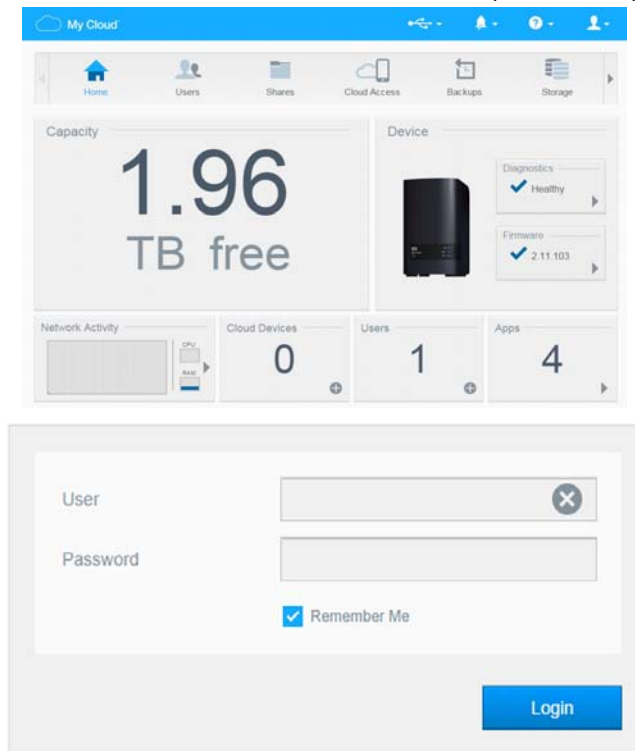 My Cloud
Home Users Shares Cloud Access Backups Storage
Capacity
1.96
TB free
Device
Diagnostics
Healthy
Firmware
2.11.103
Network Activity
CPU
RAM
Cloud Devices
0
Users
1
Apps
4
User
Password
Remember Me
Login